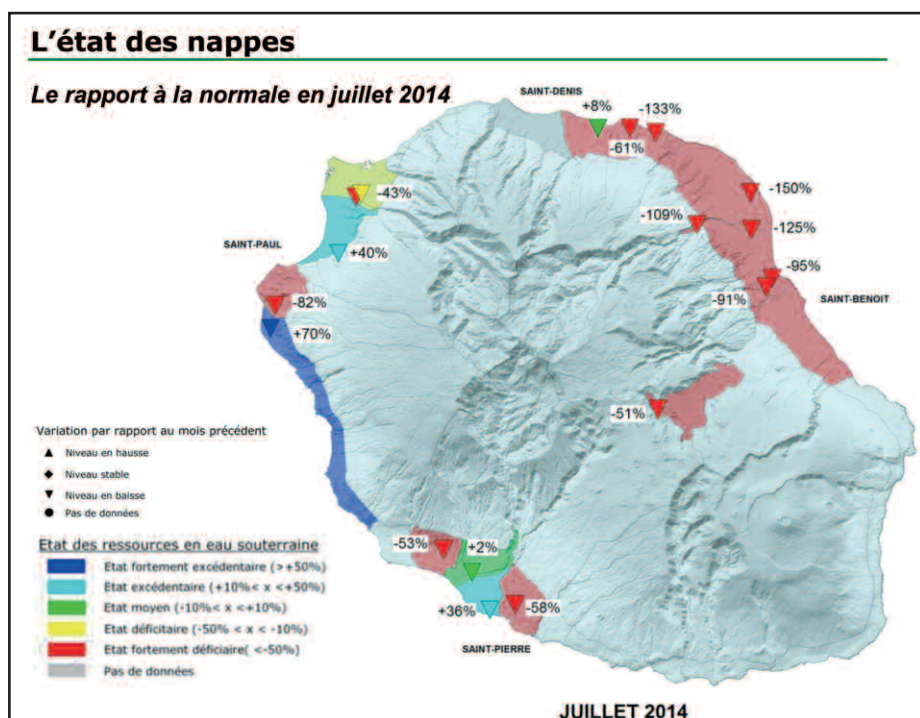 L'état des nappes
Le rapport à la normale en juillet 2014
SAINT-DENIS
+8%
-133%
-61%
-43%
-150%
-109%
-125%
SAINT-PAUL
+40%
-95%
-82%
-91%
SAINT-BENOIT
+70%
-51%
Variation par rapport au mois précédent
Niveau en hausse
Niveau stable
Niveau en baisse
Pas de données
-53%
+2%
Etat des ressources en eau souterraine
Etat fortement excédentaire (>+50%)
Etat excédentaire (+10%< x <+50%)
Etat moyen (-10%< x <+10%)
Etat déficitaire (-50% < x < -10%)
Etat fortement déficiaire( <-50%)
Pas de données
+36%
-58%
SAINT-PIERRE
JUILLET 2014